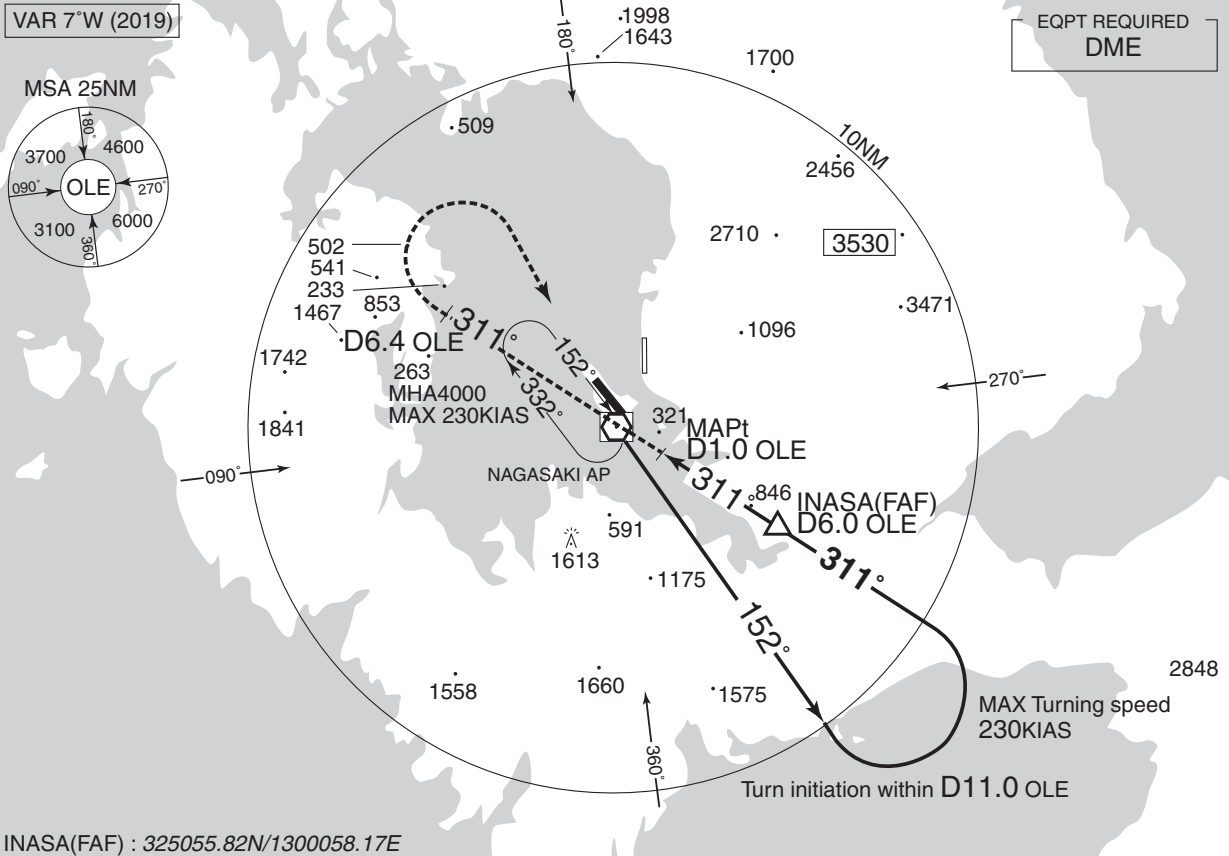 VAR 7°W (2019)
EQPT REQUIRED
DME
MSA 25NM
180°
3700
4600
090°
OLE
270°
3100
6000
360°
180°
1998
1643
1700
509
10NM
2456
2710
3530
502
541
233
853
1467
3471
311°
1096
D6.4 OLE
152°
1742
263
332°
270°
MHA4000
MAX 230KIAS
321
MAPt
D1.0 OLE
1841
090°
NAGASAKI AP
311°
846
INASA(FAF)
D6.0 OLE
591
1613
311°
1175
152°
1558
1660
1575
2848
MAX Turning speed
230KIAS
360°
Turn initiation within D11.0 OLE
INASA(FAF) : 325055.82N/1300058.17E